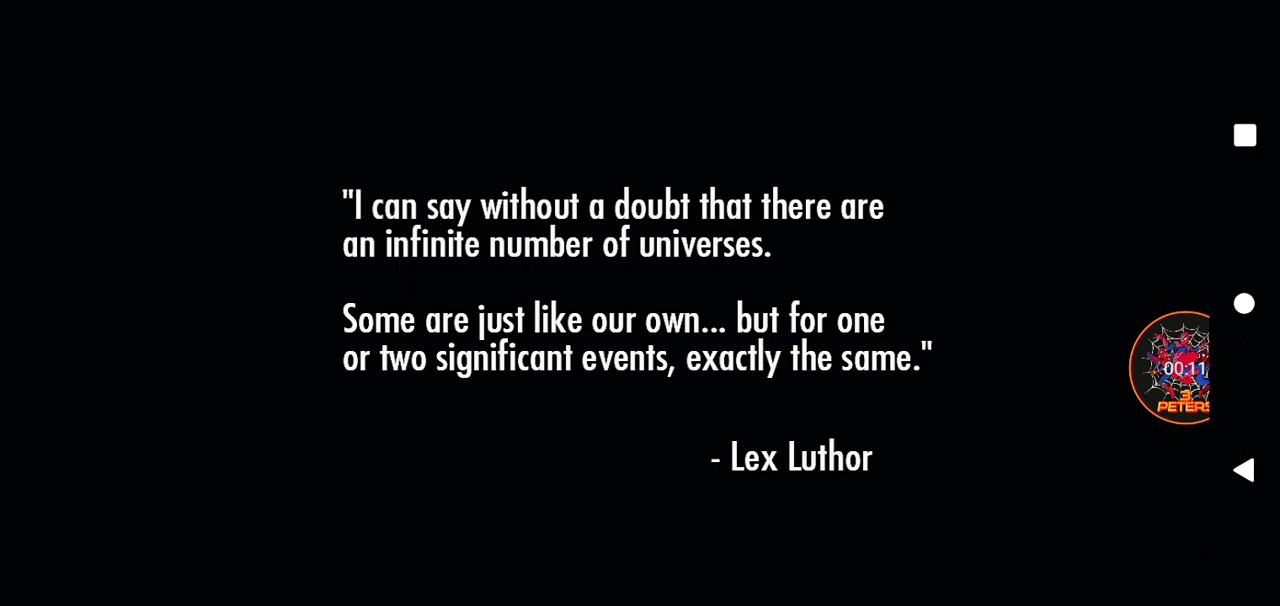 "I can say without a doubt that there are
an infinite number of universes.
Some are just like our own... but for one
or two significant events, exactly the same."
- Lex Luthor
00:11
3
PETERS